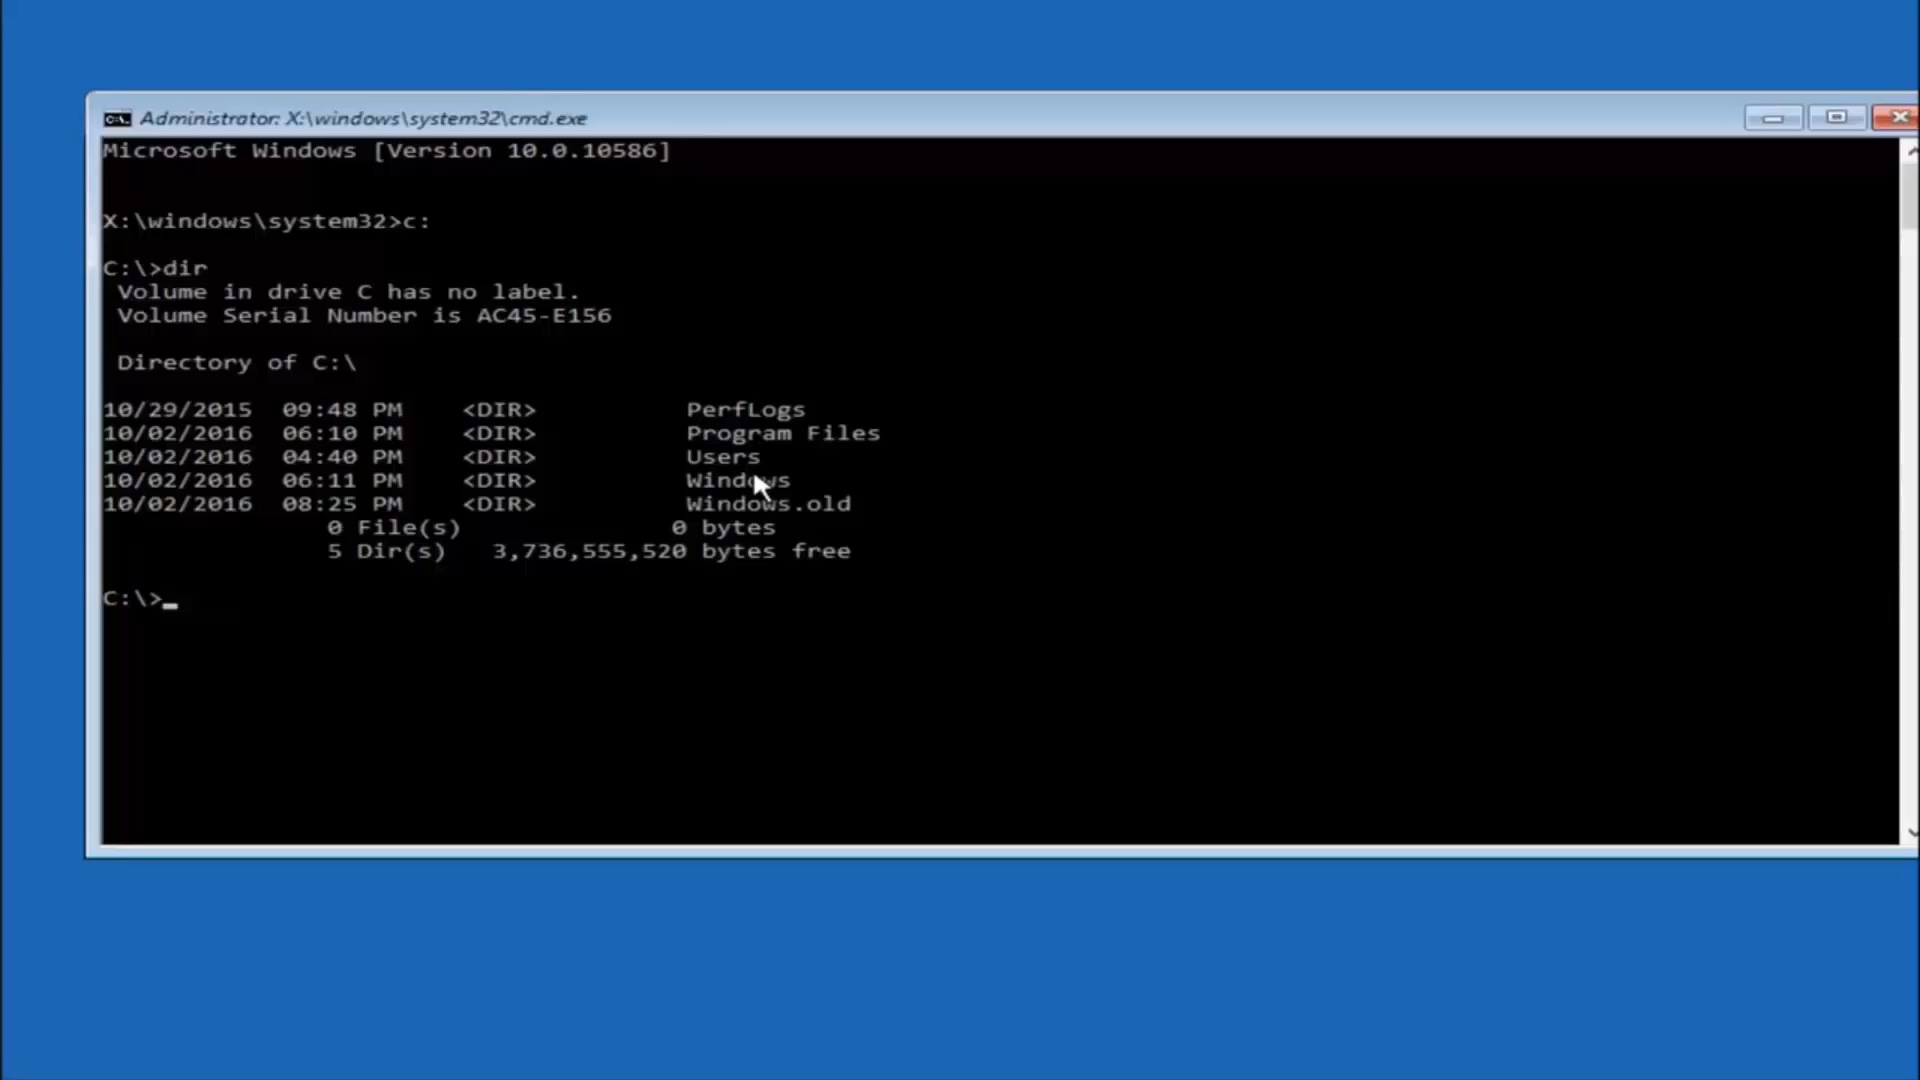 Administrator: X:\windows\system32\cmd.exe
Microsoft Windows [Version 10.0.10586]
X:\windows\system32>c:
C:\>dir
Volume in drive C has no label.
Volume Serial Number is AC45-E156
Directory of C:\
10/29/2015  09:48 PM    <DIR>          PerfLogs
10/02/2016  06:10 PM    <DIR>          Program Files
10/02/2016  04:40 PM    <DIR>          Users
10/02/2016  06:11 PM    <DIR>          Windows
10/02/2016  08:25 PM    <DIR>          Windows.old
0 File(s)              0 bytes
5 Dir(s)   3,736,555,520 bytes free
C:\>_